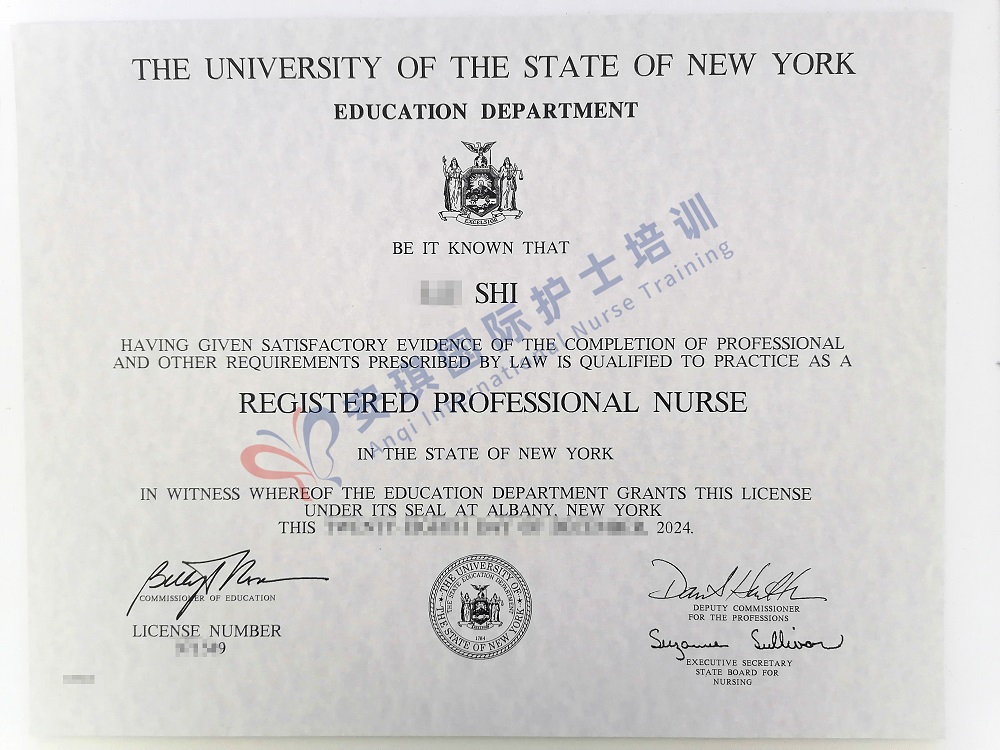 THE UNIVERSITY OF THE STATE OF NEW YORK
EDUCATION DEPARTMENT
EXCELSIOR
BE IT KNOWN THAT
SHI
HAVING GIVEN SATISFACTORY EVIDENCE OF THE COMPLETION OF PROFESSIONAL
AND OTHER REQUIREMENTS PRESCRIBED BY LAW IS QUALIFIED TO PRACTICE AS A
REGISTERED PROFESSIONAL NURSE
IN THE STATE OF NEW YORK
IN WITNESS WHEREOF THE EDUCATION DEPARTMENT GRANTS THIS LICENSE
UNDER ITS SEAL AT ALBANY, NEW YORK
THIS 2024.
安琪国际护士培训
Anqi International Nurse Training
COMMISSIONER OF EDUCATION
LICENSE NUMBER
9
THE UNIVERSITY OF THE STATE OF NEW YORK
THE STATE EDUCATION DEPARTMENT
1784
DEPUTY COMMISSIONER
FOR THE PROFESSIONS
Suzanne Sullivan
EXECUTIVE SECRETARY
STATE BOARD FOR
NURSING